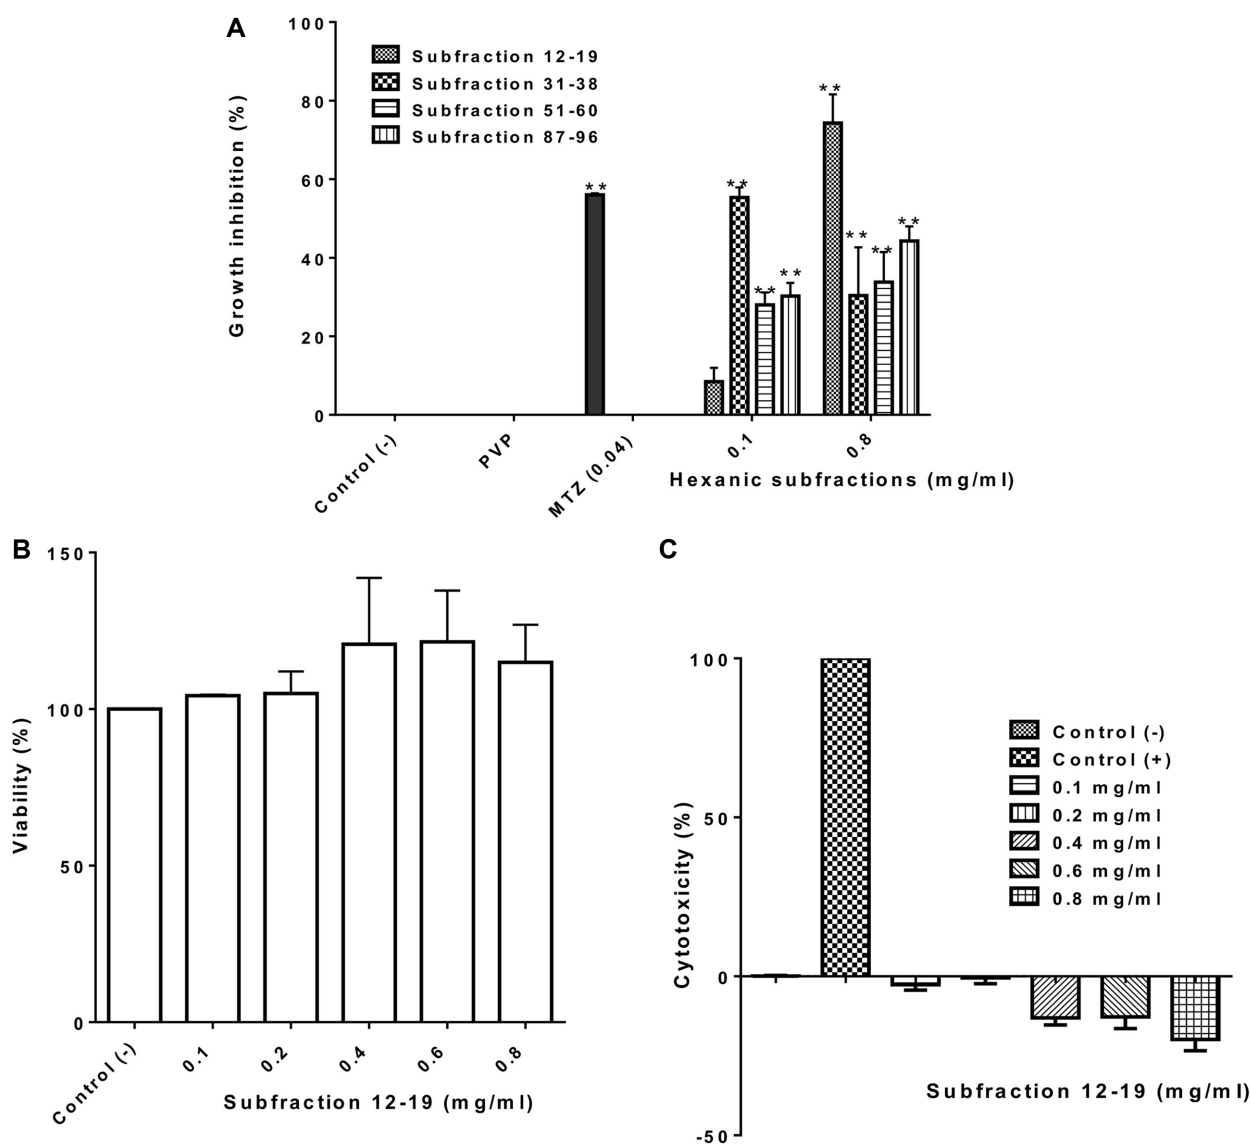 A
100
80
60
40
20
0
Growth inhibition (%)
Subfraction 12-19
Subfraction 31-38
Subfraction 51-60
Subfraction 87-96
**
**
**
**
**
**
**
**
Control (-)
PVP
MTZ (0.04)
0.1
0.8
Hexanic subfractions (mg/ml)
B
150
100
50
0
Viability (%)
Control (-)
0.1
0.2
0.4
0.6
0.8
Subfraction 12-19 (mg/ml)
C
100
50
0
-50
Cytotoxicity (%)
Control (-)
Control (+)
0.1 mg/ml
0.2 mg/ml
0.4 mg/ml
0.6 mg/ml
0.8 mg/ml
Subfraction 12-19 (mg/ml)